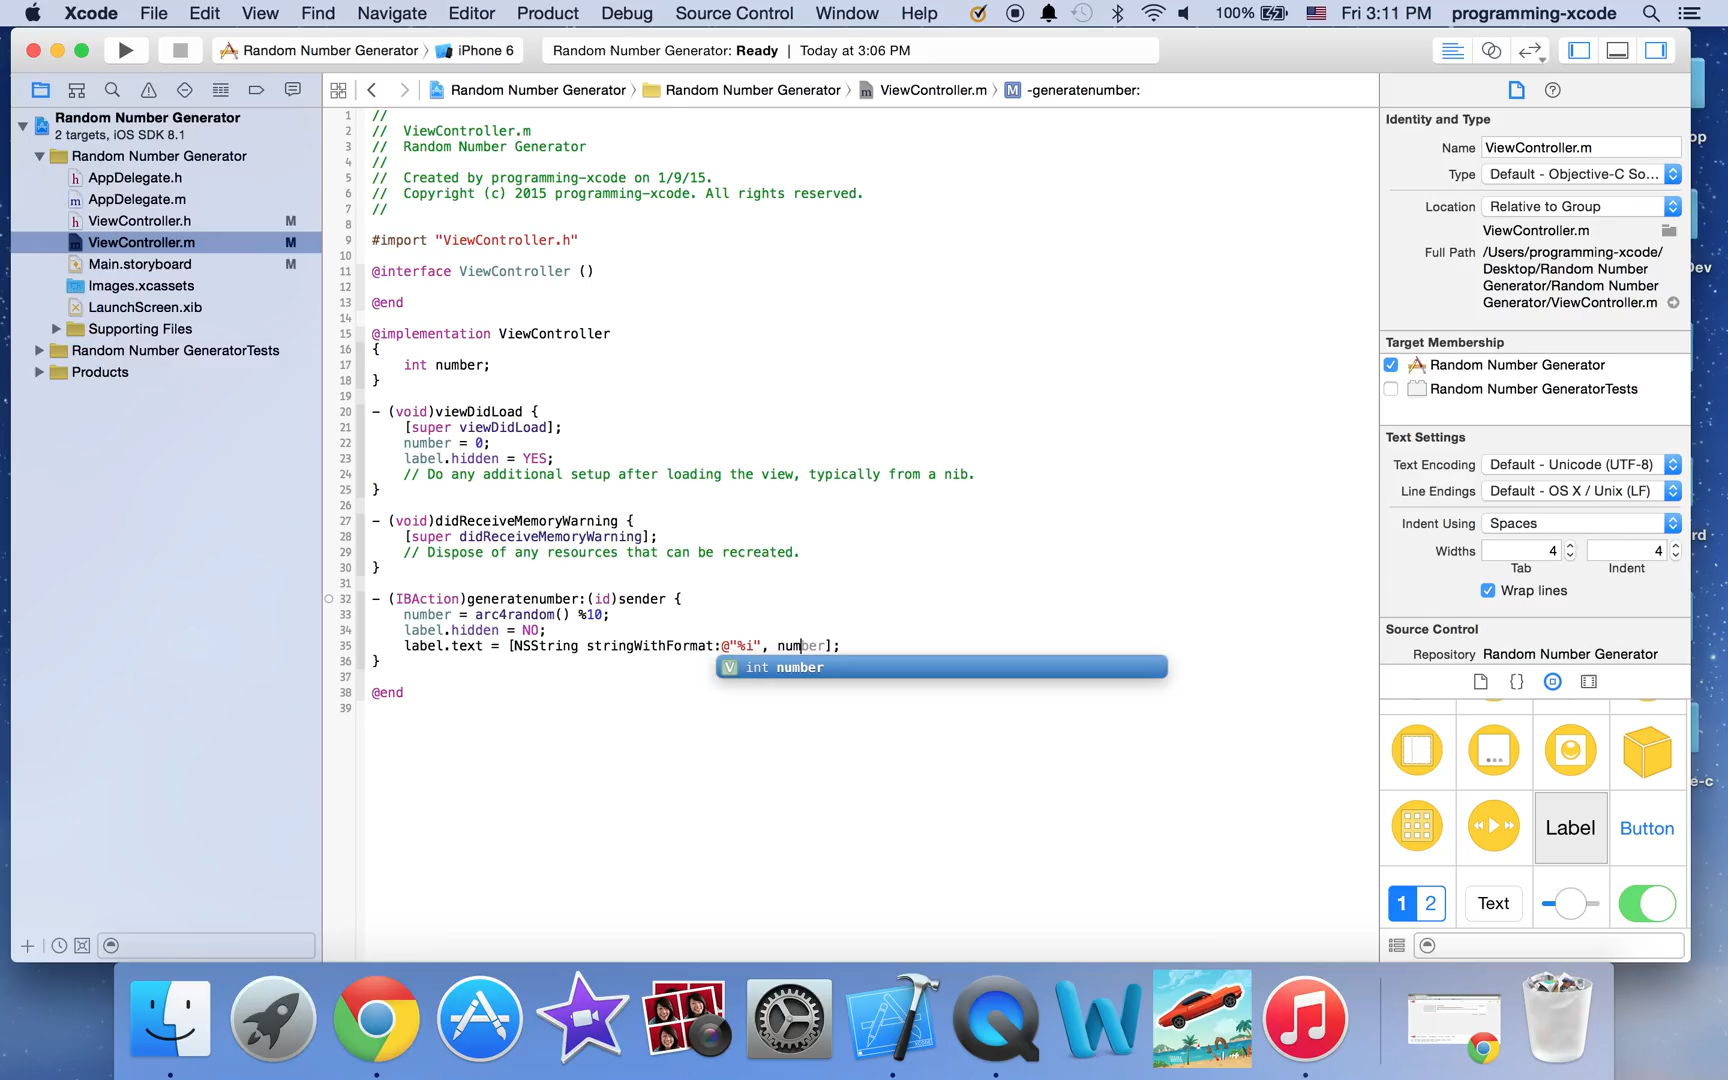 Xcode File Edit View Find Navigate Editor Product Debug Source Control Window Help 100% Fri 3:11 PM programming-xcode
Random Number Generator iPhone 6 Random Number Generator: Ready | Today at 3:06 PM
Random Number Generator
2 targets, iOS SDK 8.1
Random Number Generator
h AppDelegate.h
m AppDelegate.m
h ViewController.h M
m ViewController.m M
Main.storyboard M
Images.xcassets
LaunchScreen.xib
Supporting Files
Random Number GeneratorTests
Products
Random Number Generator Random Number Generator m ViewController.m M -generatenumber:
1 //
2 // ViewController.m
3 // Random Number Generator
4 //
5 // Created by programming-xcode on 1/9/15.
6 // Copyright (c) 2015 programming-xcode. All rights reserved.
7 //
8
9 #import "ViewController.h"
10
11 @interface ViewController ()
12
13 @end
14
15 @implementation ViewController
16 {
17 int number;
18 }
19
20 - (void)viewDidLoad {
21 [super viewDidLoad];
22 number = 0;
23 label.hidden = YES;
24 // Do any additional setup after loading the view, typically from a nib.
25 }
26
27 - (void)didReceiveMemoryWarning {
28 [super didReceiveMemoryWarning];
29 // Dispose of any resources that can be recreated.
30 }
31
32 - (IBAction)generatenumber:(id)sender {
33 number = arc4random() %10;
34 label.hidden = NO;
35 label.text = [NSString stringWithFormat:@"%i", number];
36 }
V int number
37
38 @end
39
Identity and Type
Name ViewController.m
Type Default - Objective-C So...
Location Relative to Group
ViewController.m
Full Path /Users/programming-xcode/
Desktop/Random Number
Generator/Random Number
Generator/ViewController.m
Target Membership
Random Number Generator
Random Number GeneratorTests
Text Settings
Text Encoding Default - Unicode (UTF-8)
Line Endings Default - OS X / Unix (LF)
Indent Using Spaces
Widths 4 4
Tab Indent
Wrap lines
Source Control
Repository Random Number Generator
{}
Label Button
1 2 Text
op
Dev
rd
e-c
W